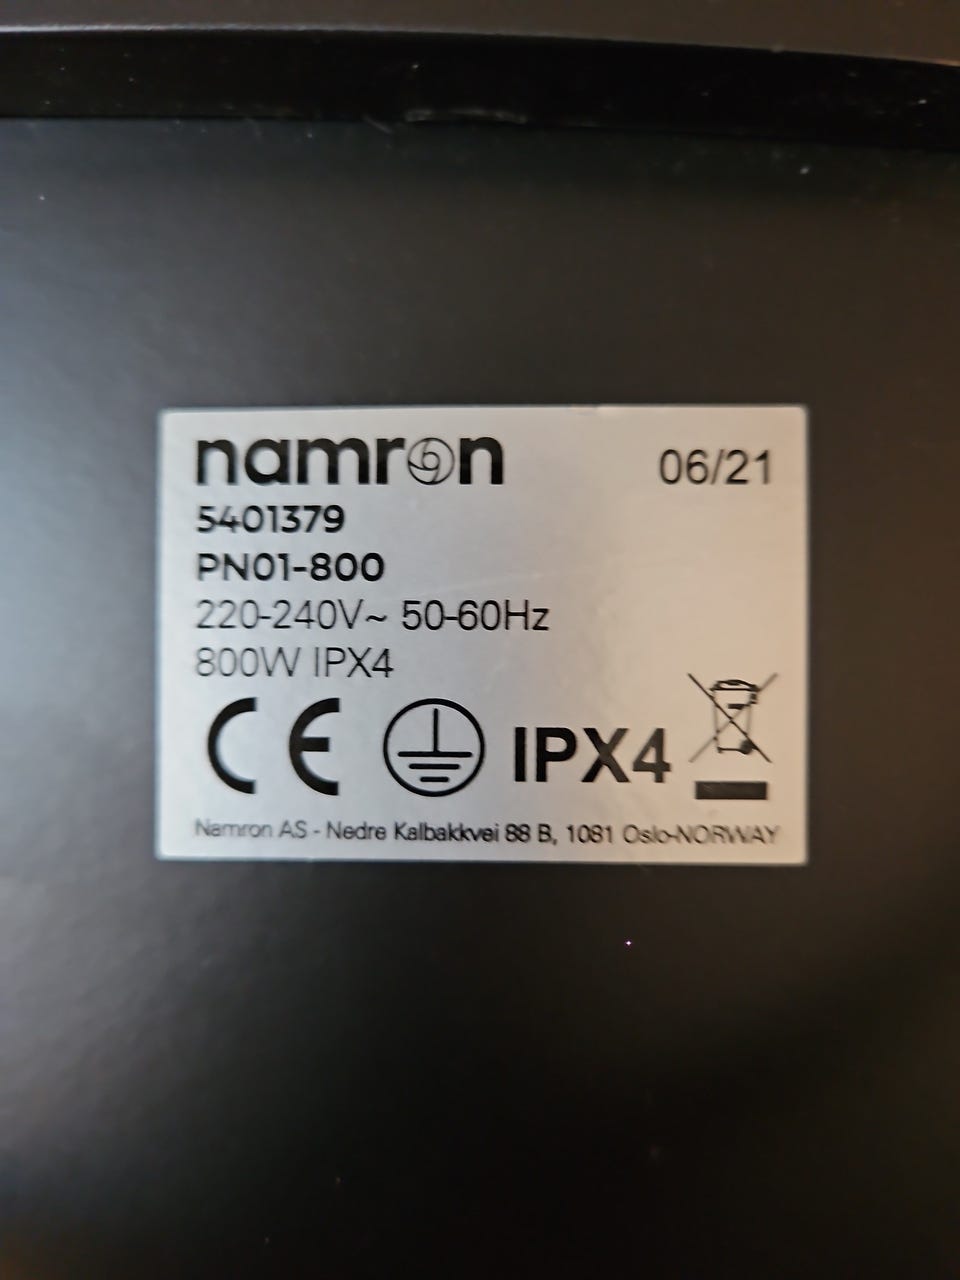 namron 06/21
5401379
PN01-800
220-240V~ 50-60Hz
800W IPX4
CE IPX4
Namron AS - Nedre Kalbakkvei 88 B, 1081 Oslo-NORWAY